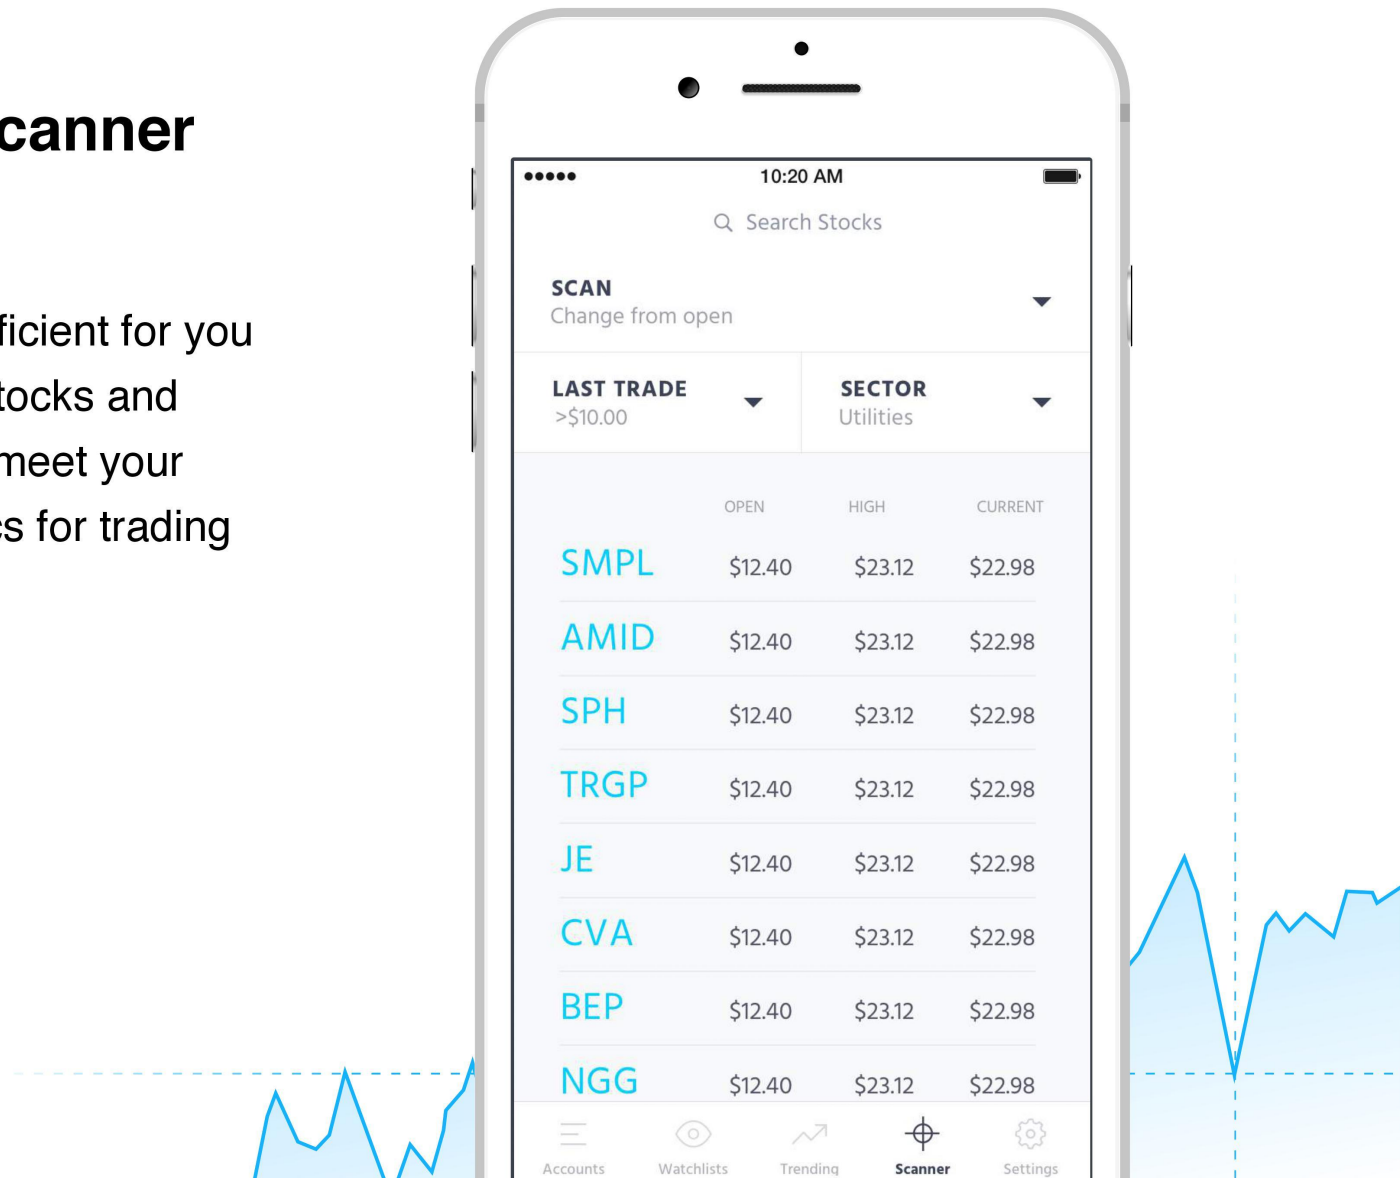 canner
ficient for you
tocks and
meet your
cs for trading
10:20 AM
Search Stocks
SCAN
Change from open
LAST TRADE
>$10.00
SECTOR
Utilities
OPEN HIGH CURRENT
SMPL $12.40 $23.12 $22.98
AMID $12.40 $23.12 $22.98
SPH $12.40 $23.12 $22.98
TRGP $12.40 $23.12 $22.98
JE $12.40 $23.12 $22.98
CVA $12.40 $23.12 $22.98
BEP $12.40 $23.12 $22.98
NGG $12.40 $23.12 $22.98
Accounts Watchlists Trending Scanner Settings